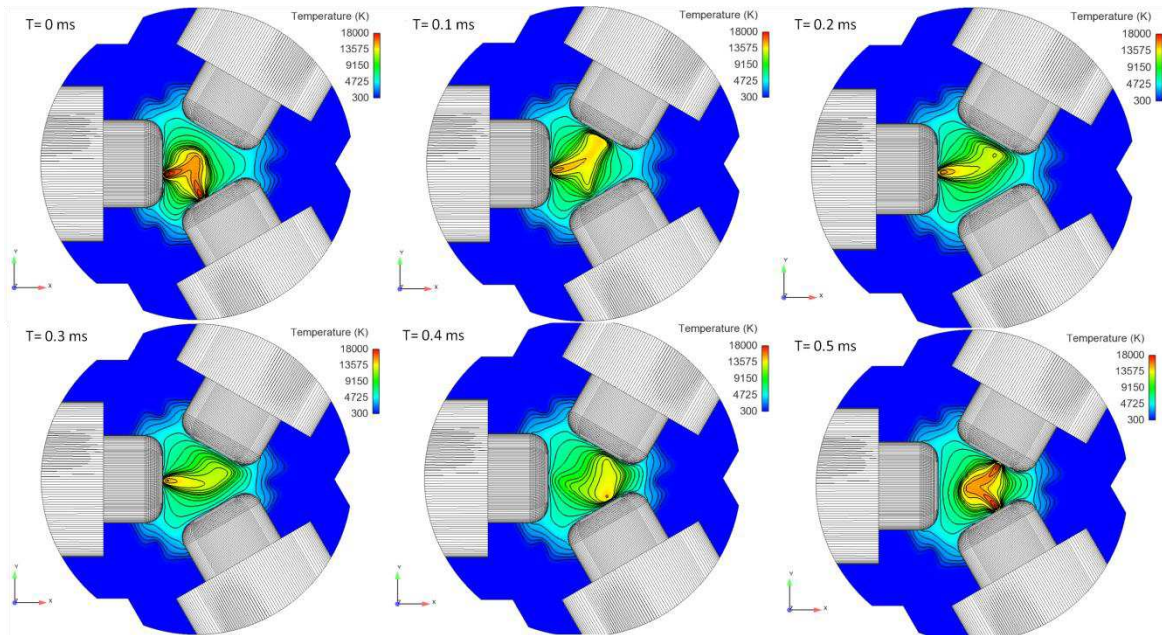 T= 0 ms
Temperature (K)
18000
13575
9150
4725
300
Y
Z
X
T= 0.1 ms
Temperature (K)
18000
13575
9150
4725
300
Y
Z
X
T= 0.2 ms
Temperature (K)
18000
13575
9150
4725
300
Y
Z
X
T= 0.3 ms
Temperature (K)
18000
13575
9150
4725
300
Y
Z
X
T= 0.4 ms
Temperature (K)
18000
13575
9150
4725
300
Y
Z
X
T= 0.5 ms
Temperature (K)
18000
13575
9150
4725
300
Y
Z
X